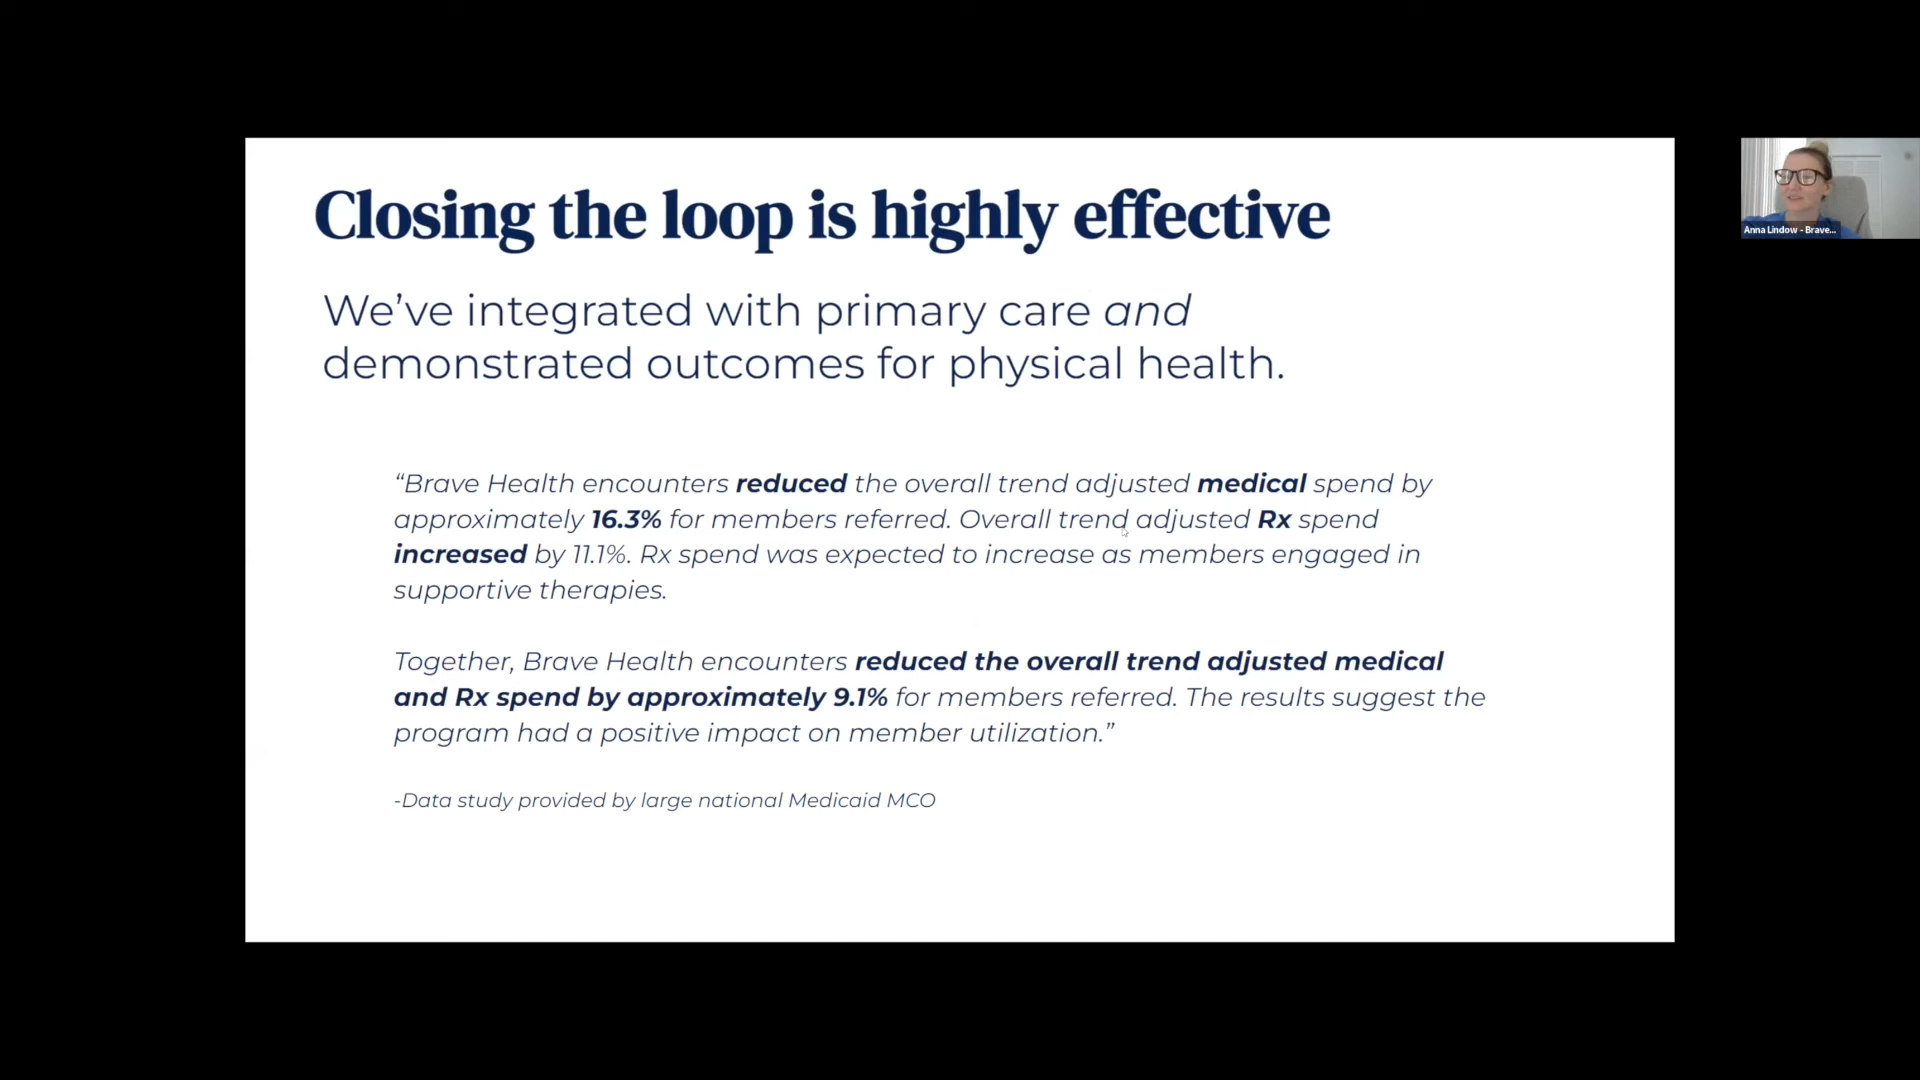 Closing the loop is highly effective
We’ve integrated with primary care and
demonstrated outcomes for physical health.
“Brave Health encounters reduced the overall trend adjusted medical spend by
approximately 16.3% for members referred. Overall trend adjusted Rx spend
increased by 11.1%. Rx spend was expected to increase as members engaged in
supportive therapies.
Together, Brave Health encounters reduced the overall trend adjusted medical
and Rx spend by approximately 9.1% for members referred. The results suggest the
program had a positive impact on member utilization.”
-Data study provided by large national Medicaid MCO
Anna Lindow - Brave...